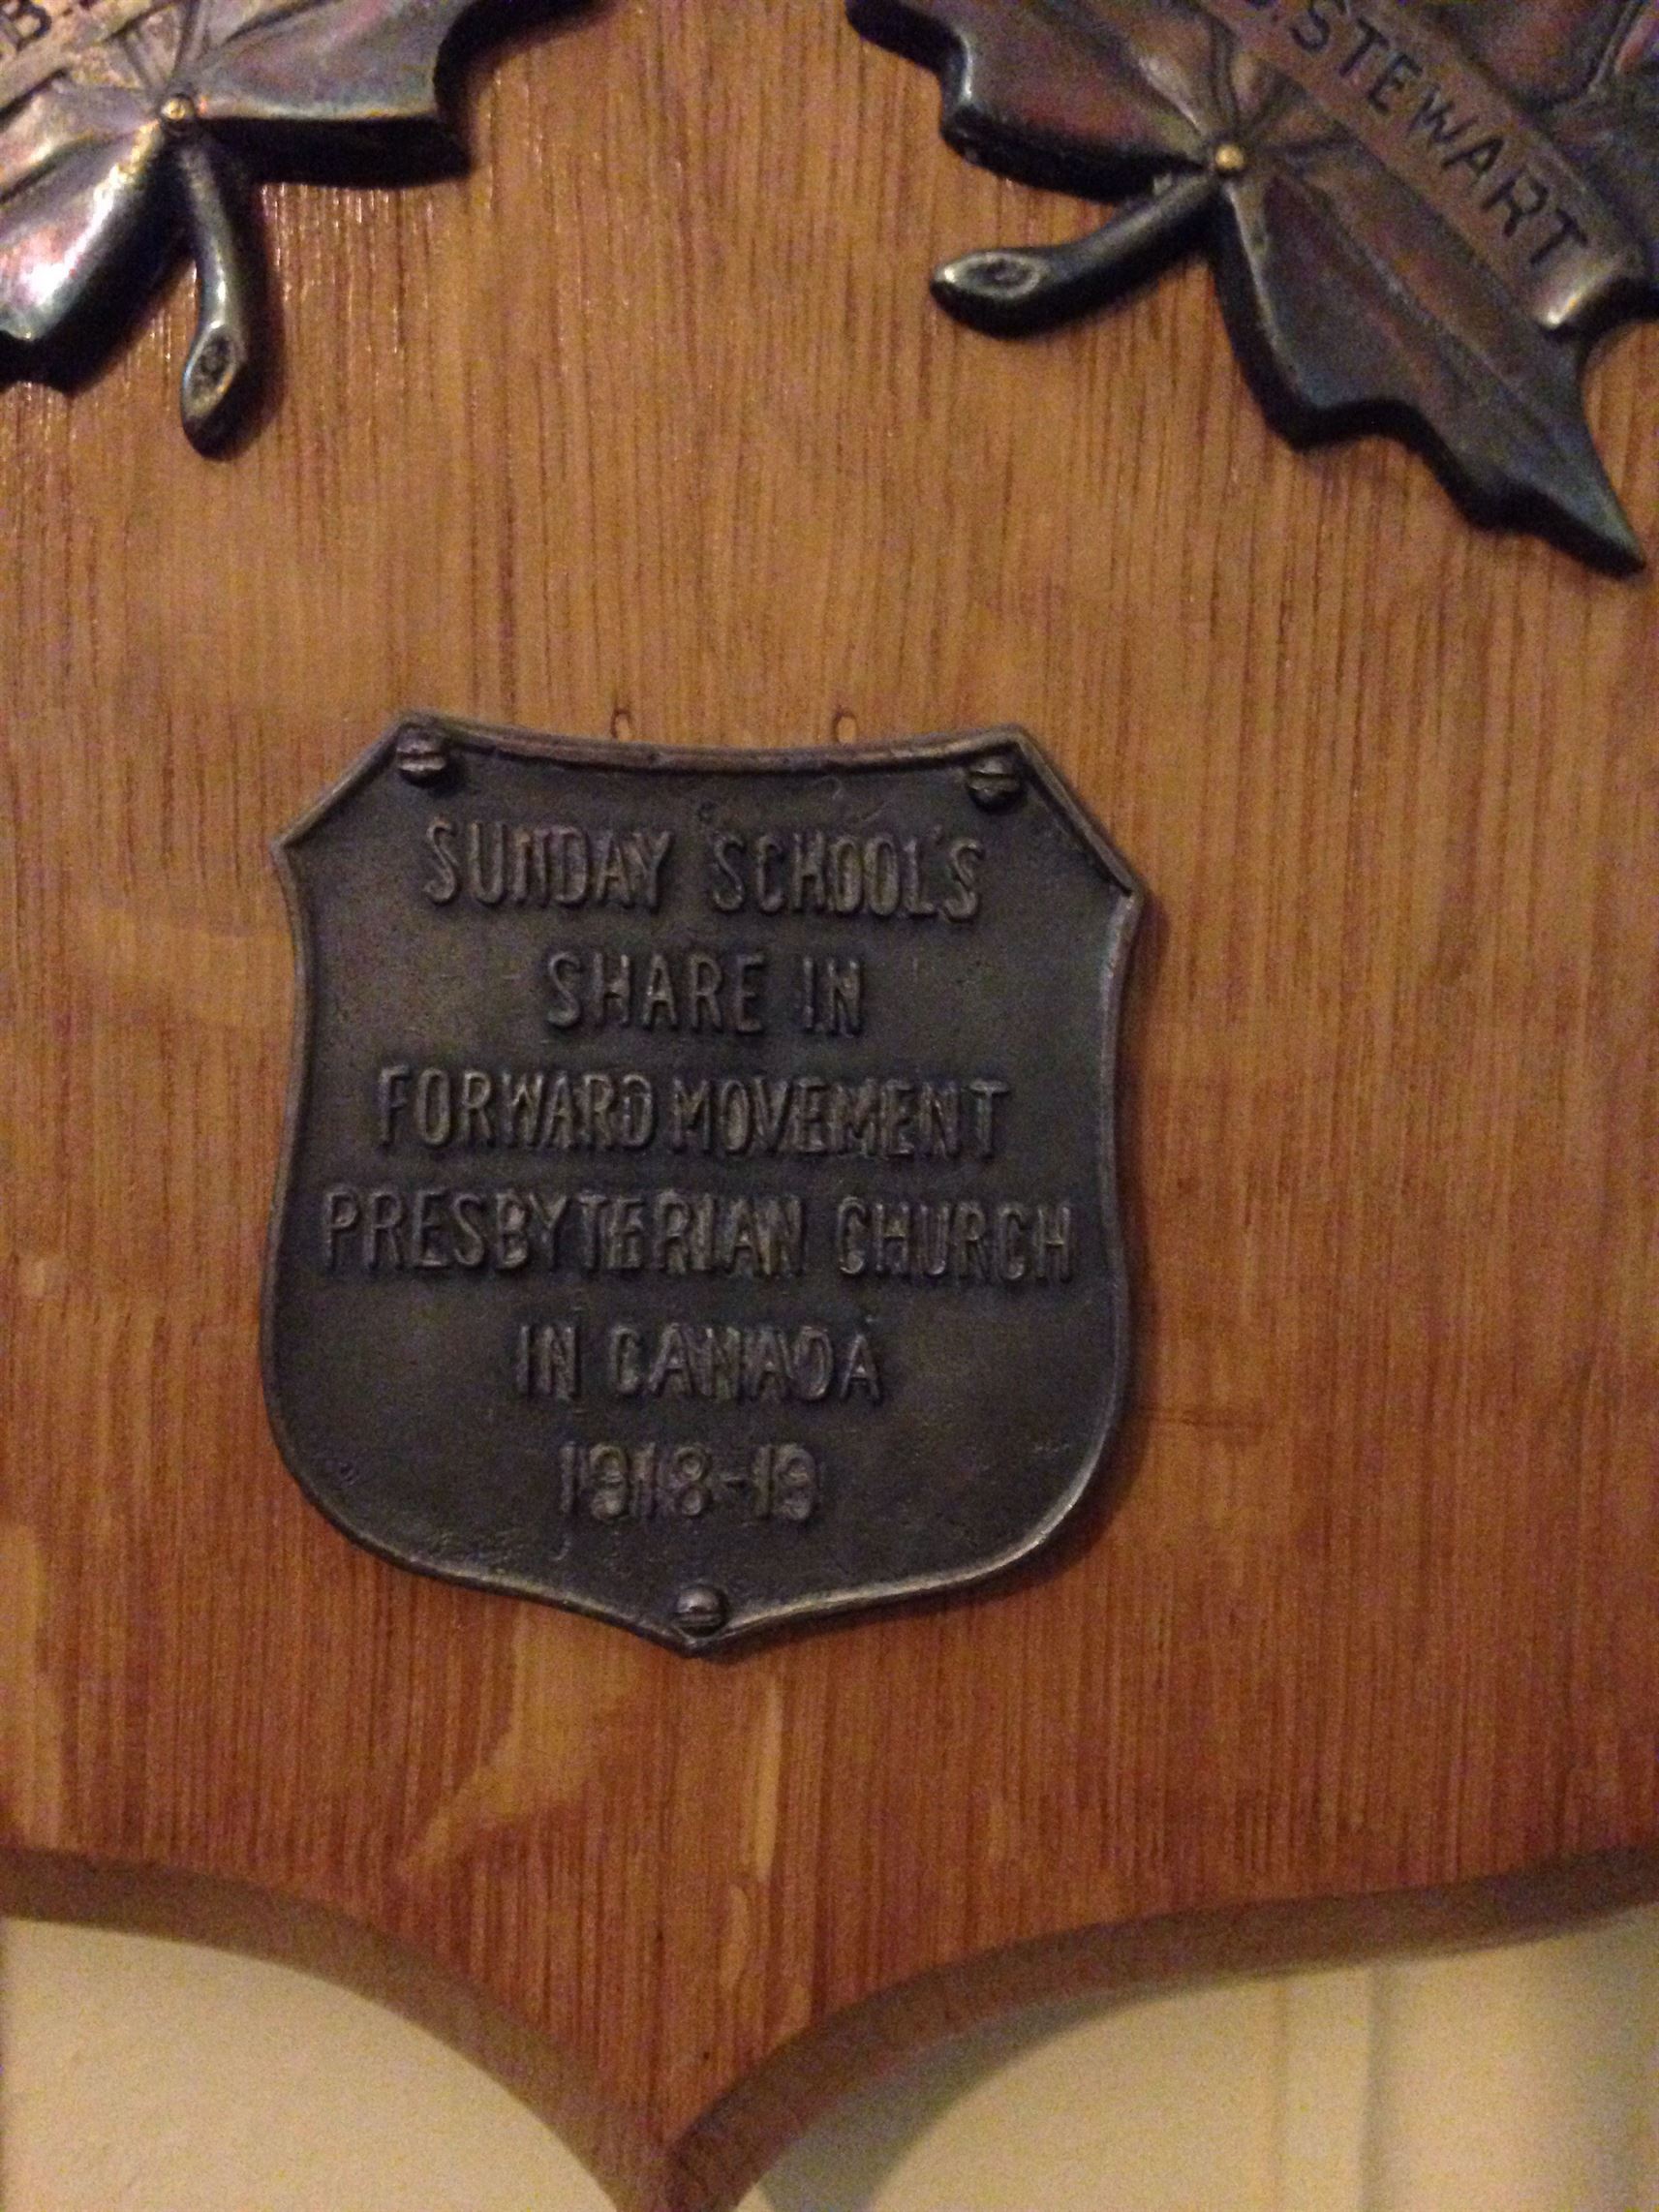 STEWART
SUNDAY SCHOOL'S
SHARE IN
FORWARD MOVEMENT
PRESBYTERIAN CHURCH
IN CANADA
1918-19